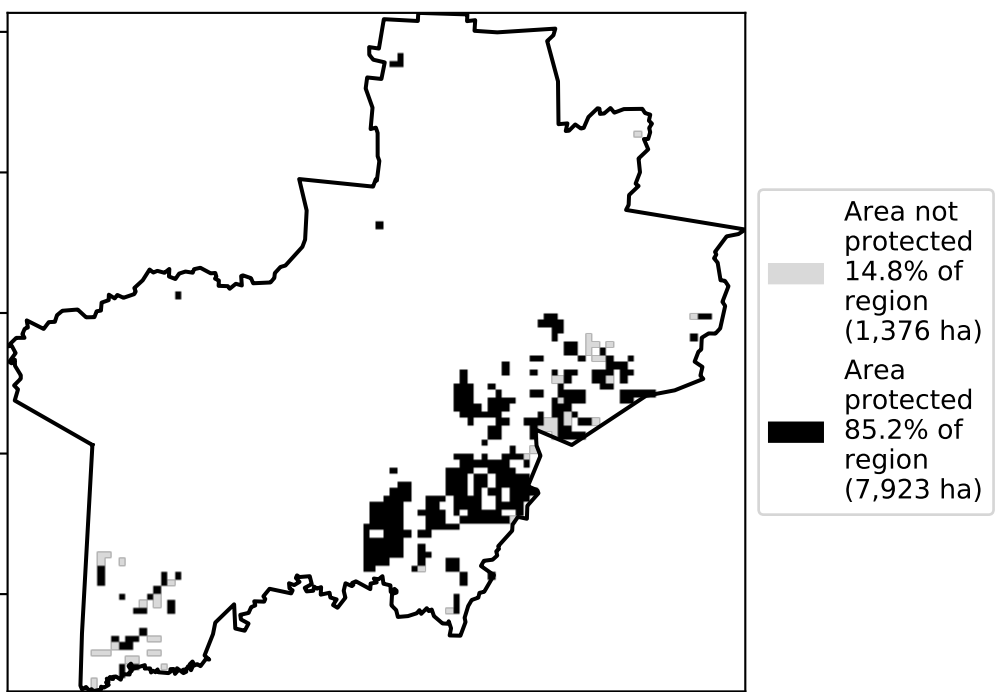 Area not
protected
14.8% of
region
(1,376 ha)
Area
protected
85.2% of
region
(7,923 ha)